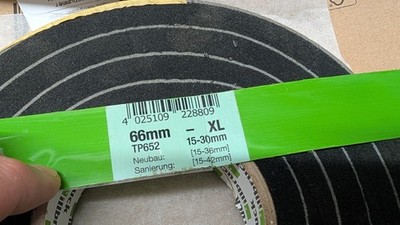 4 025109 228809
66mm – XL
TP652 15-30mm
Neubau: [15-36mm]
Sanierung: [15-42mm]